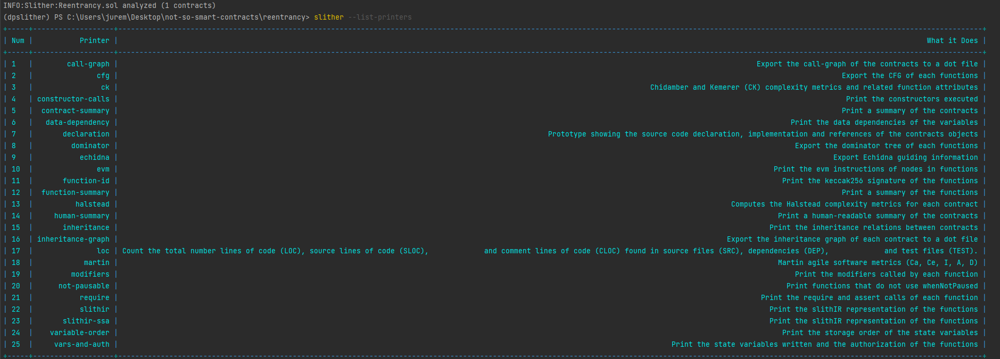 INFO:Slither:Reentrancy.sol analyzed (1 contracts)
(dpslither) PS C:\Users\jurem\Desktop\not-so-smart-contracts\reentrancy> slither --list-printers
| Num | Printer | What it Does |
| 1 | call-graph | Export the call-graph of the contracts to a dot file |
| 2 | cfg | Export the CFG of each functions |
| 3 | ck | Chidamber and Kemerer (CK) complexity metrics and related function attributes |
| 4 | constructor-calls | Print the constructors executed |
| 5 | contract-summary | Print a summary of the contracts |
| 6 | data-dependency | Print the data dependencies of the variables |
| 7 | declaration | Prototype showing the source code declaration, implementation and references of the contracts objects |
| 8 | dominator | Export the dominator tree of each functions |
| 9 | echidna | Export Echidna guiding information |
| 10 | evm | Print the evm instructions of nodes in functions |
| 11 | function-id | Print the keccak256 signature of the functions |
| 12 | function-summary | Print a summary of the functions |
| 13 | halstead | Computes the Halstead complexity metrics for each contract |
| 14 | human-summary | Print a human-readable summary of the contracts |
| 15 | inheritance | Print the inheritance relations between contracts |
| 16 | inheritance-graph | Export the inheritance graph of each contract to a dot file |
| 17 | loc | Count the total number lines of code (LOC), source lines of code (SLOC), and comment lines of code (CLOC) found in source files (SRC), dependencies (DEP), and test files (TEST). |
| 18 | martin | Martin agile software metrics (Ca, Ce, I, A, D) |
| 19 | modifiers | Print the modifiers called by each function |
| 20 | not-pausable | Print functions that do not use whenNotPaused |
| 21 | require | Print the require and assert calls of each function |
| 22 | slithir | Print the slithIR representation of the functions |
| 23 | slithir-ssa | Print the slithIR representation of the functions |
| 24 | variable-order | Print the storage order of the state variables |
| 25 | vars-and-auth | Print the state variables written and the authorization of the functions |